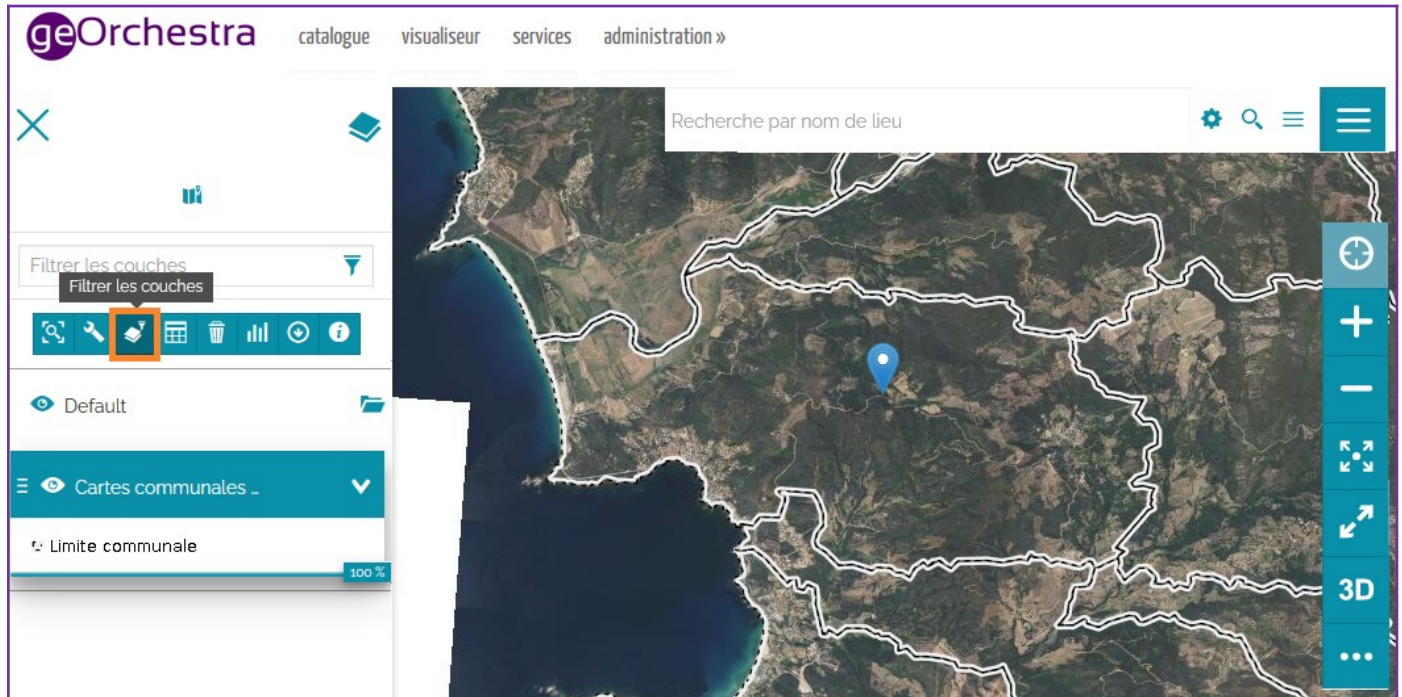 geOrchestra
catalogue visualiseur services administration »
Recherche par nom de lieu
Filtrer les couches
Filtrer les couches
Default
Cartes communales ...
Limite communale
100 %
3D